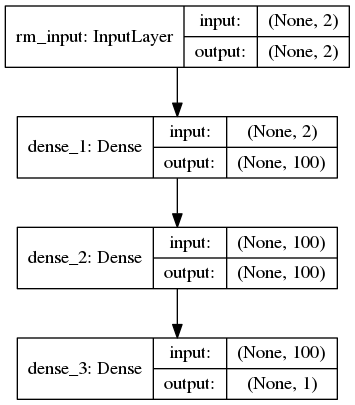 rm_input: InputLayer
input: (None, 2)
output: (None, 2)
dense_1: Dense
input: (None, 2)
output: (None, 100)
dense_2: Dense
input: (None, 100)
output: (None, 100)
dense_3: Dense
input: (None, 100)
output: (None, 1)